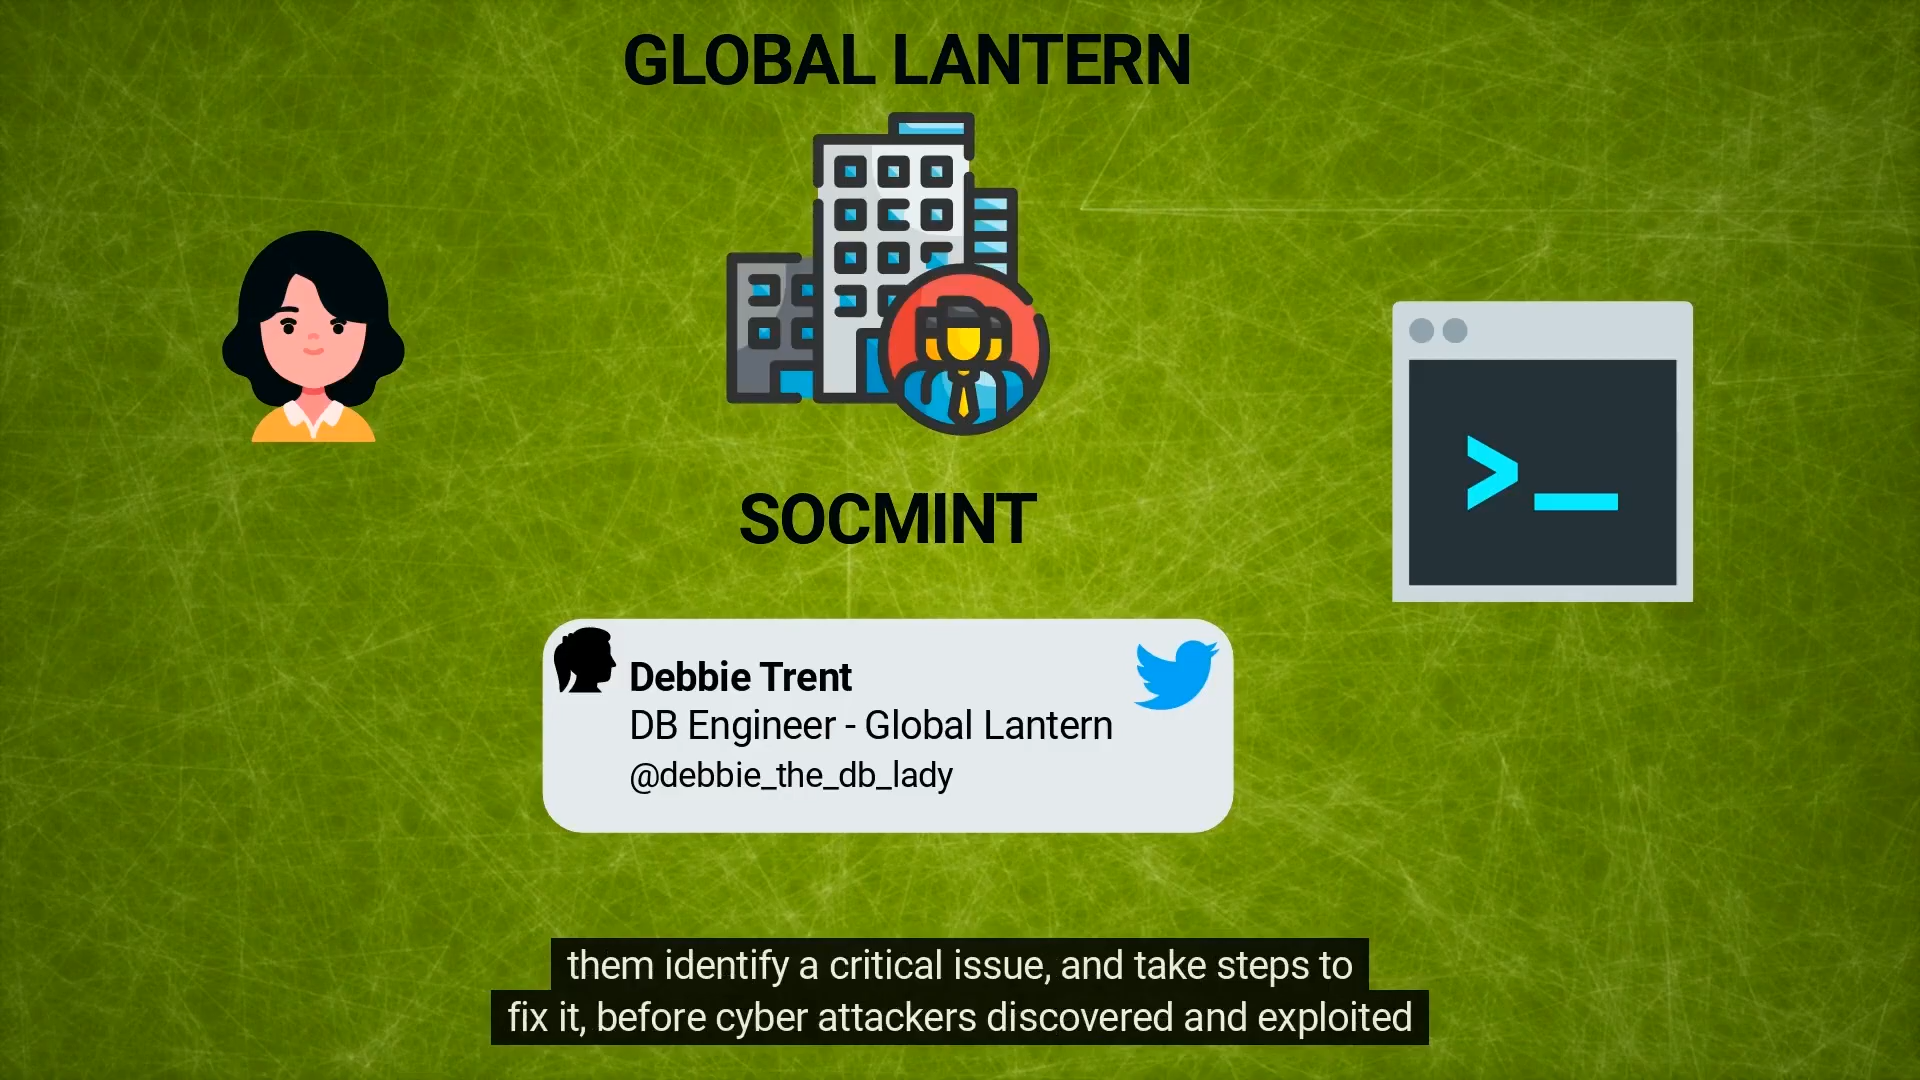 GLOBAL LANTERN
SOCMINT
Debbie Trent
DB Engineer - Global Lantern
@debbie_the_db_lady
them identify a critical issue, and take steps to
fix it, before cyber attackers discovered and exploited